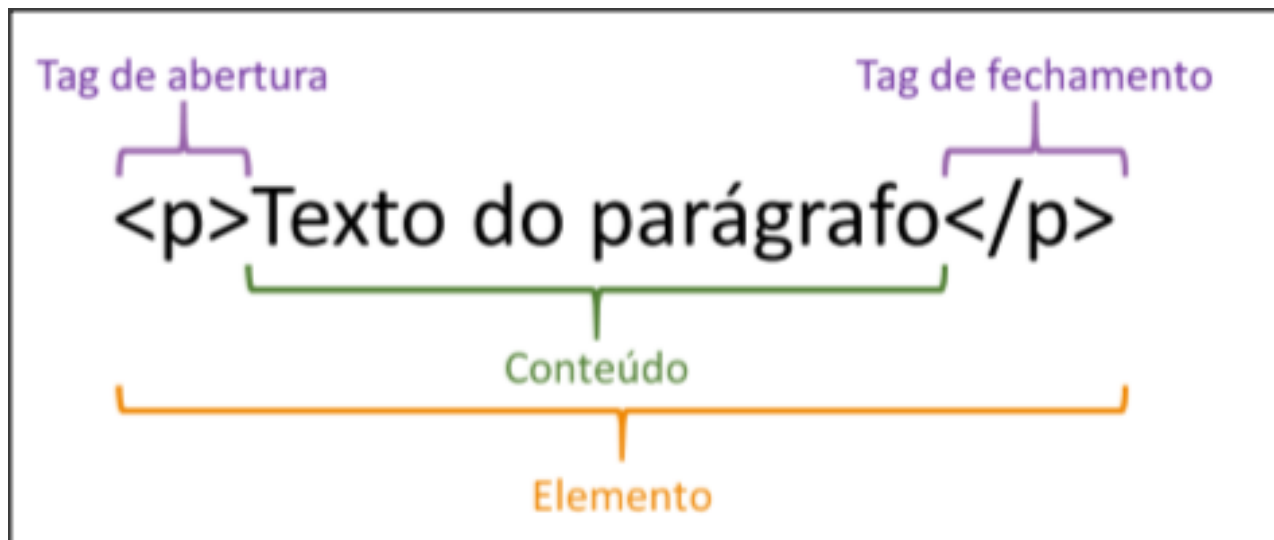 Tag de abertura Tag de fechamento
<p>Texto do parágrafo</p>
Conteúdo
Elemento